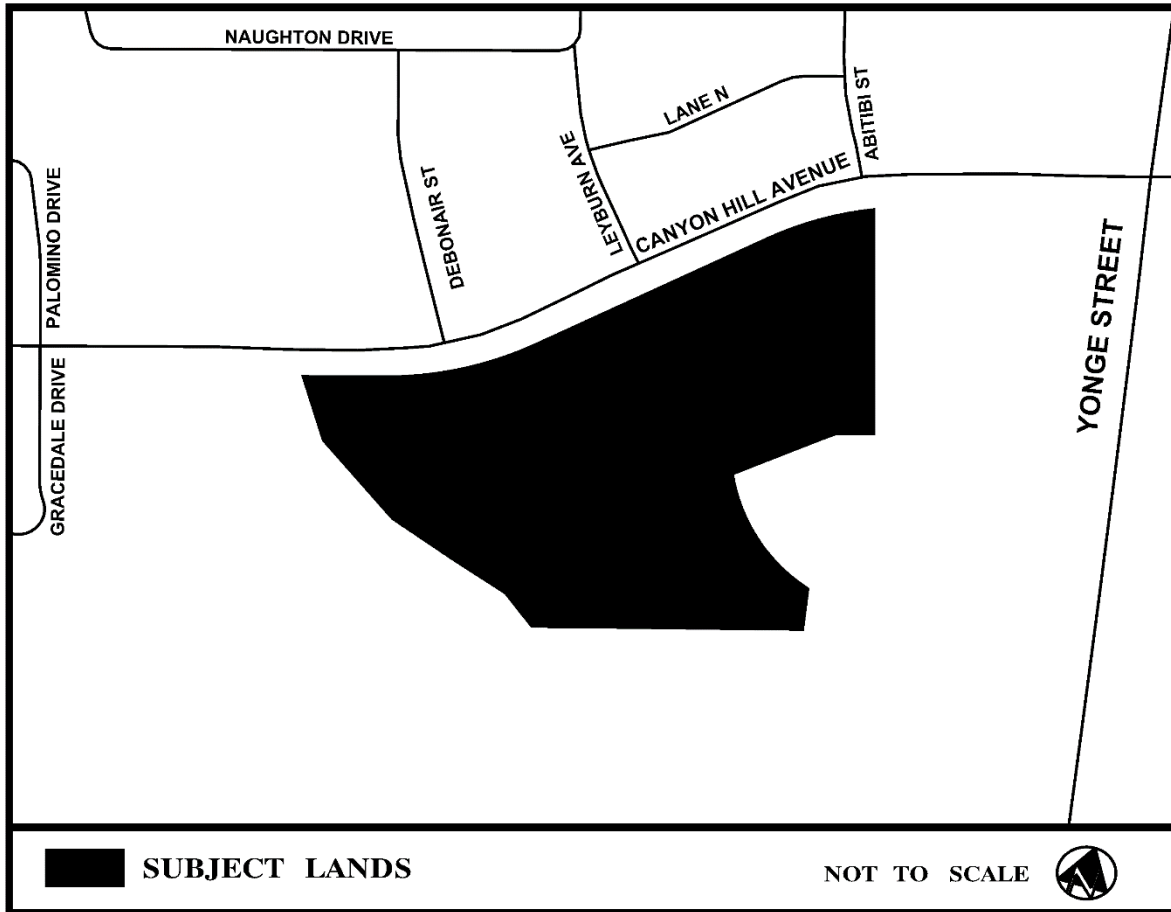 NAUGHTON DRIVE
LANE N
ABITIBI ST
LEYBURN AVE
CANYON HILL AVENUE
DEBONAIR ST
PALOMINO DRIVE
GRACEDALE DRIVE
YONGE STREET
SUBJECT LANDS
NOT TO SCALE